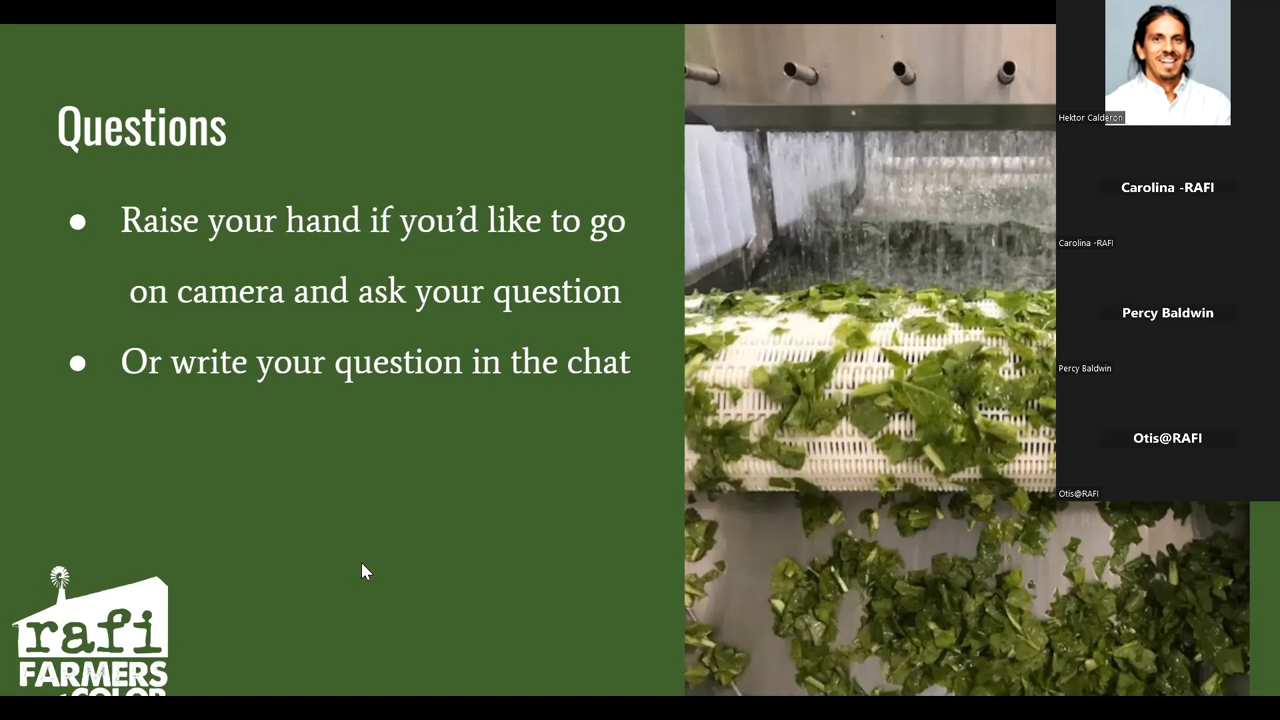 Questions
● Raise your hand if you’d like to go
on camera and ask your question
● Or write your question in the chat
rafi
FARMERS
COLOR
Hektor Calderon
Carolina -RAFI
Carolina -RAFI
Percy Baldwin
Percy Baldwin
Otis@RAFI
Otis@RAFI